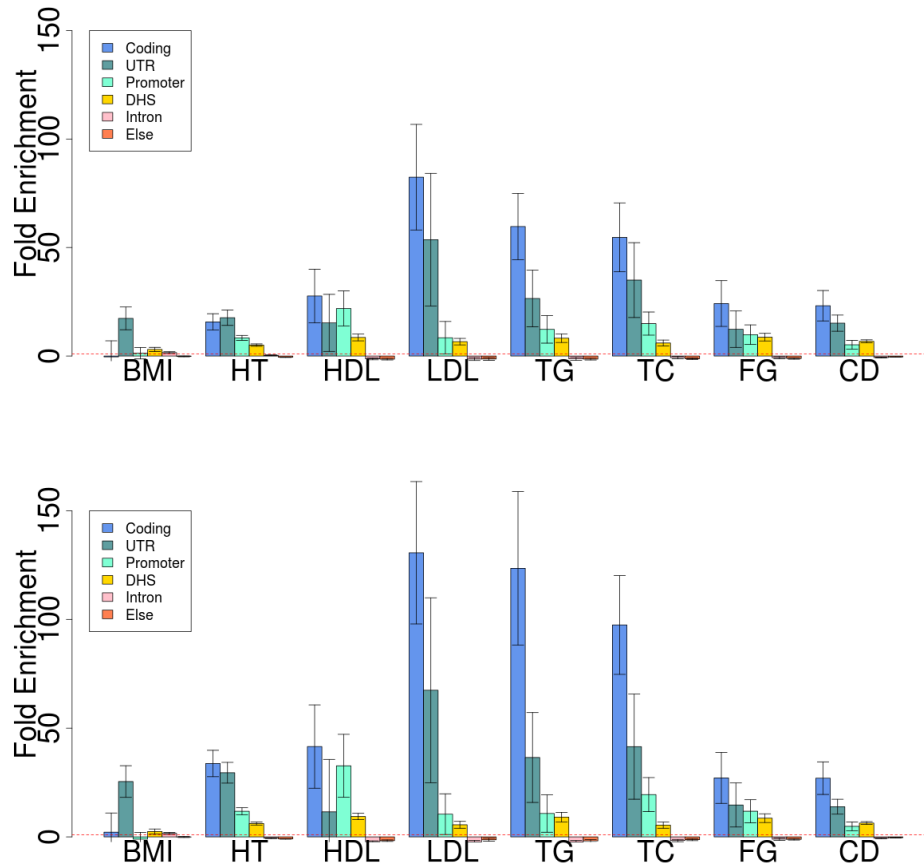 Fold Enrichment
150
100
50
0
Coding
UTR
Promoter
DHS
Intron
Else
BMI HT HDL LDL TG TC FG CD
Fold Enrichment
150
100
50
0
Coding
UTR
Promoter
DHS
Intron
Else
BMI HT HDL LDL TG TC FG CD